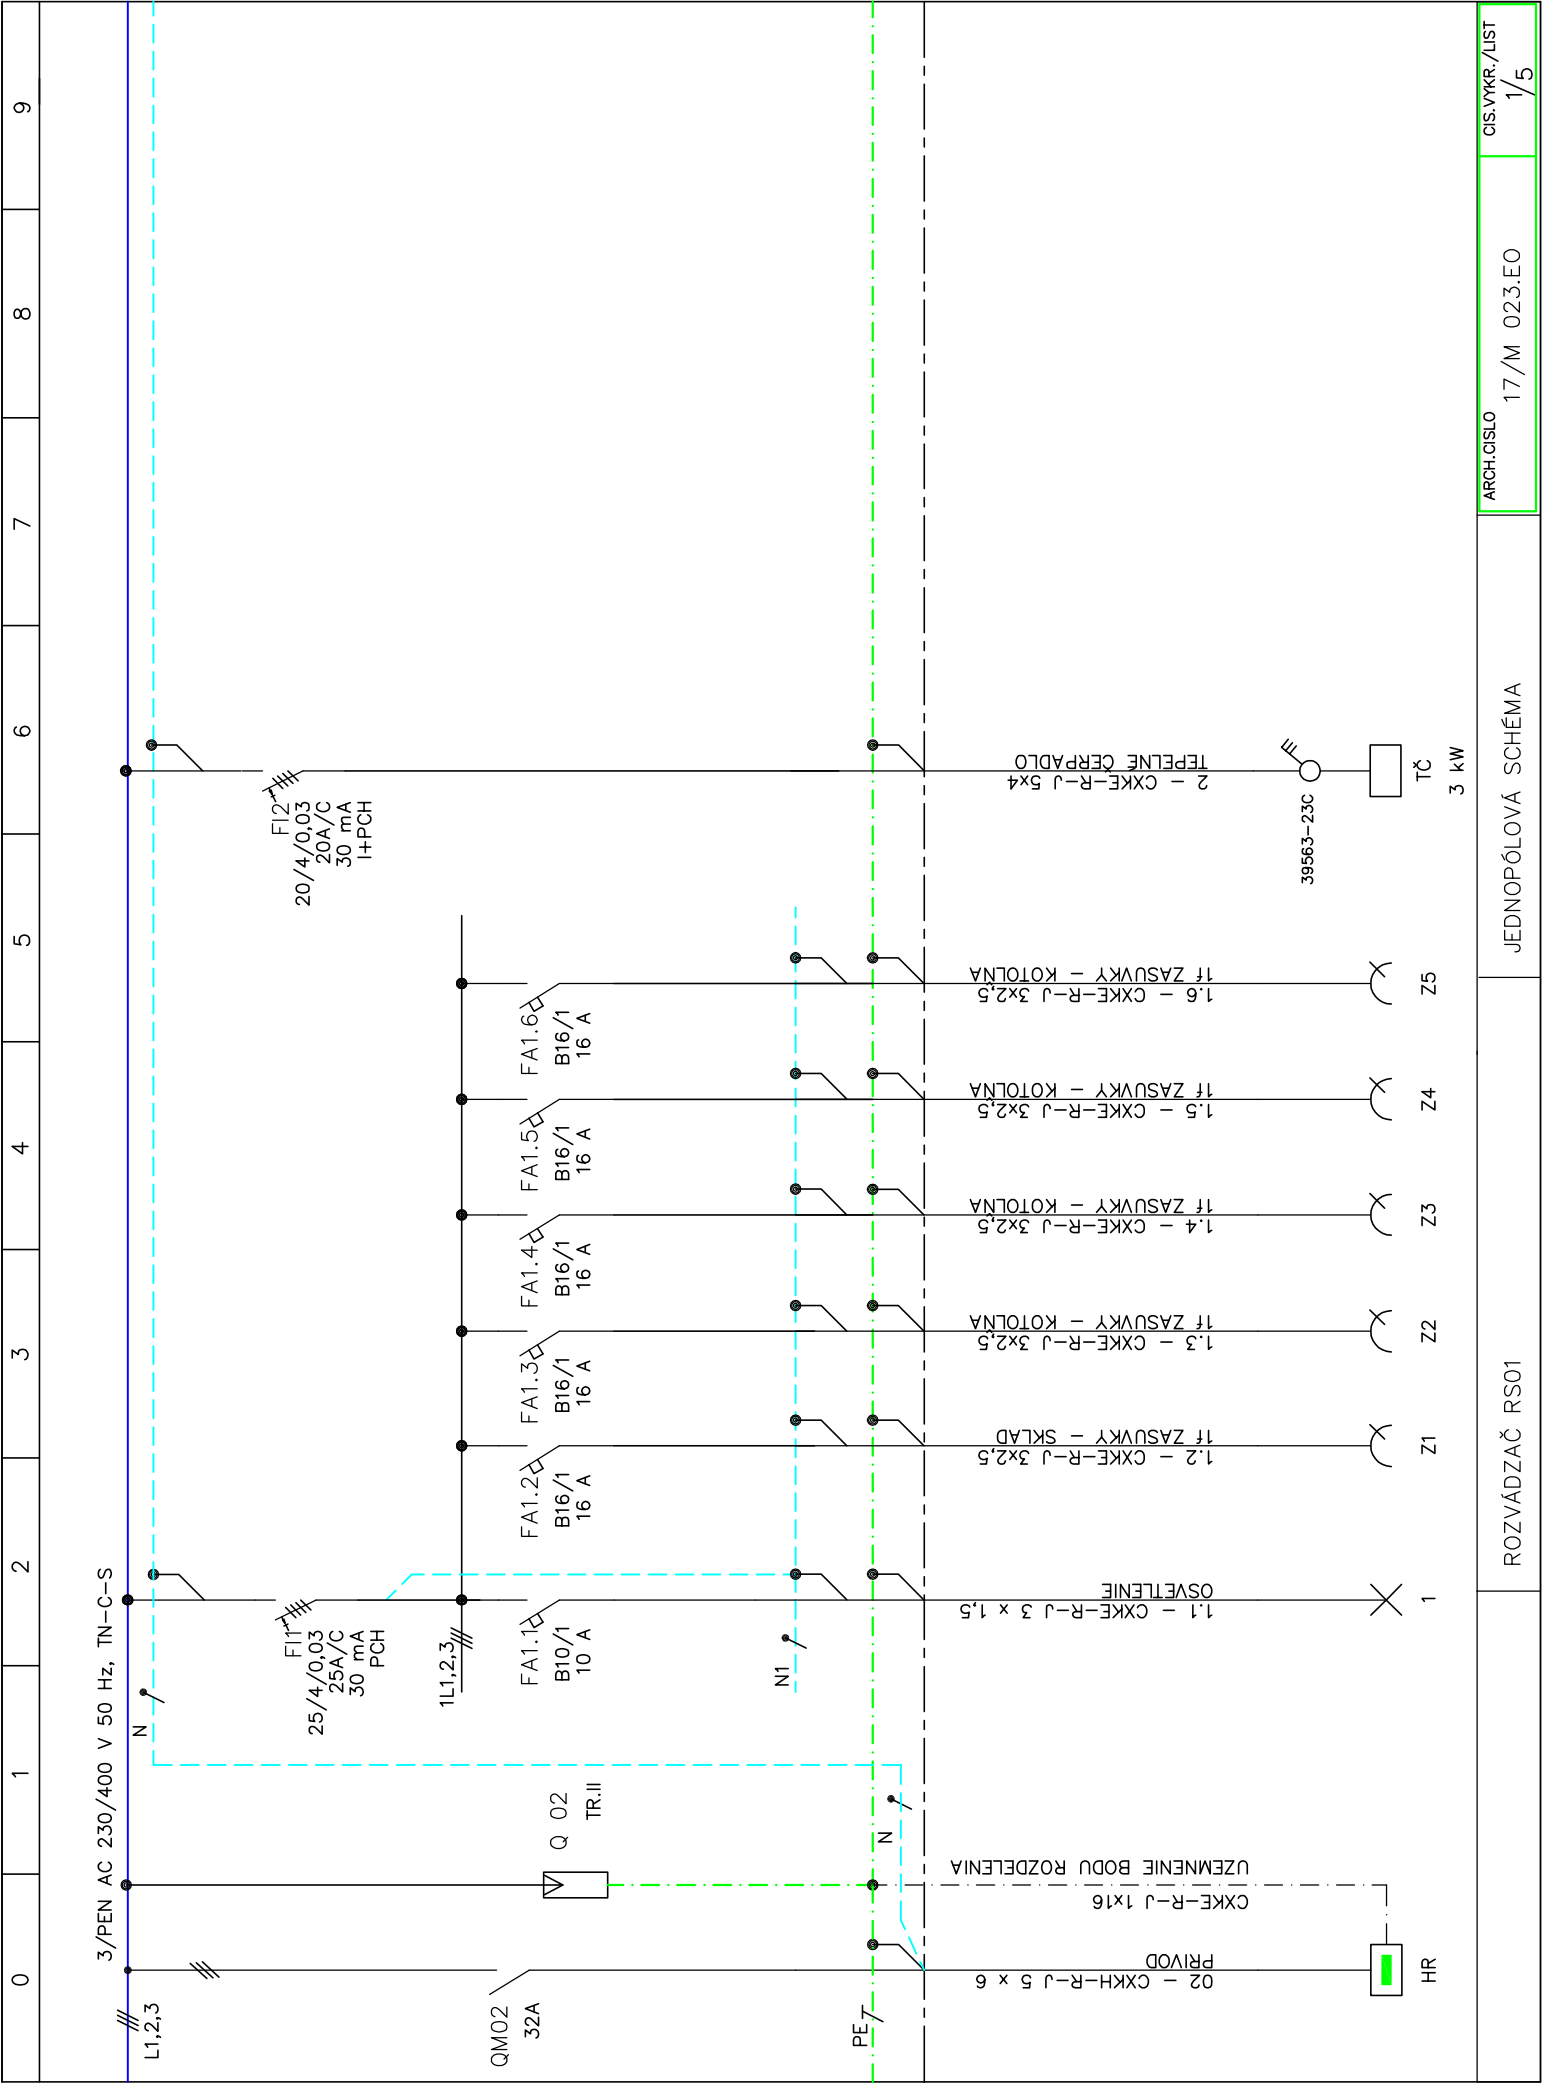 0
1
2
3
4
5
6
7
8
9
3/PEN AC 230/400 V 50 Hz, TN-C-S
L1,2,3
N
FI1
25/4/0,03
25A/C
30 mA
PCH
FI2
20/4/0,03
20A/C
30 mA
I+PCH
1L1,2,3
QM02
32A
Q 02
TR.II
FA1.1
B10/1
10 A
FA1.2
B16/1
16 A
FA1.3
B16/1
16 A
FA1.4
B16/1
16 A
FA1.5
B16/1
16 A
FA1.6
B16/1
16 A
N1
PE
N
02 - CXKH-R-J 5 x 6
PRIVOD
CXKE-R-J 1x16
UZEMNENIE BODU ROZDELENIA
1.1 - CXKE-R-J 3 x 1,5
OSVETLENIE
1.2 - CXKE-R-J 3x2,5
1f ZASUVKY - SKLAD
1.3 - CXKE-R-J 3x2,5
1f ZASUVKY - KOTOLŇA
1.4 - CXKE-R-J 3x2,5
1f ZASUVKY - KOTOLŇA
1.5 - CXKE-R-J 3x2,5
1f ZASUVKY - KOTOLŇA
1.6 - CXKE-R-J 3x2,5
1f ZASUVKY - KOTOLŇA
2 - CXKE-R-J 5x4
TEPELNÉ ČERPADLO
39563-23C
HR
1
Z1
Z2
Z3
Z4
Z5
TČ
3 kW
ROZVÁDZAČ RS01
JEDNOPÓLOVÁ SCHÉMA
ARCH.CISLO
17/M 023.EO
CIS.VYKR./LIST
1/5